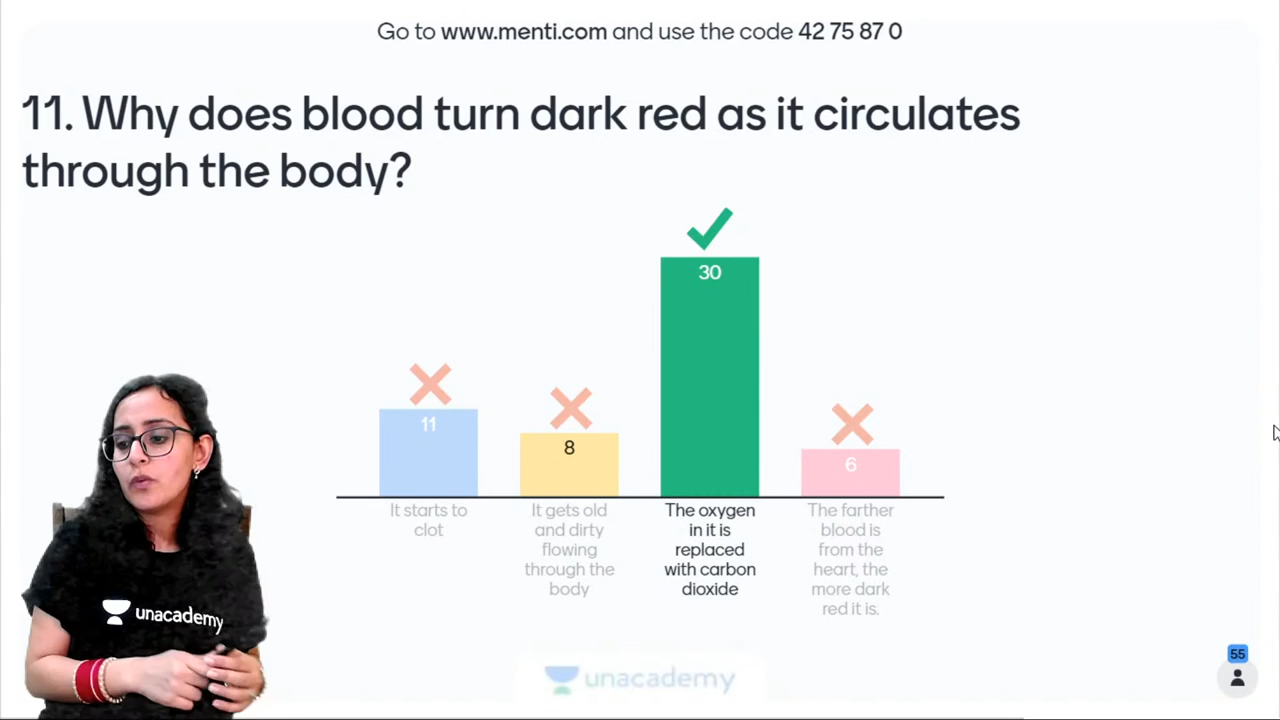 Go to www.menti.com and use the code 42 75 87 0
11. Why does blood turn dark red as it circulates
through the body?
30
11
8
6
It starts to
clot
It gets old
and dirty
flowing
through the
body
The oxygen
in it is
replaced
with carbon
dioxide
The farther
blood is
from the
heart, the
more dark
red it is.
unacademy
unacademy
55